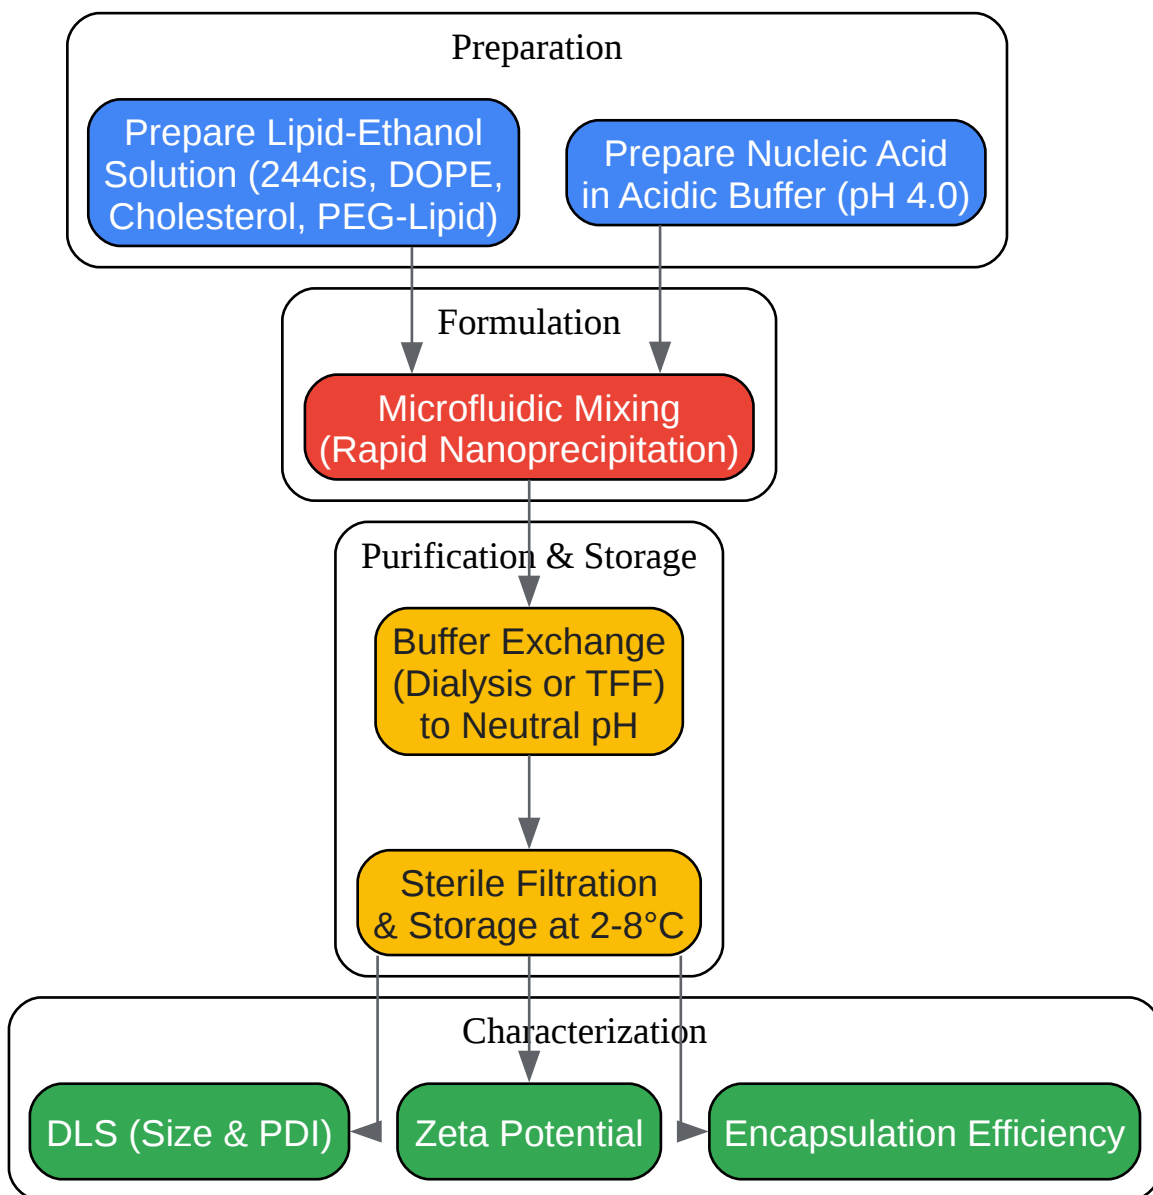 Preparation
Prepare Lipid-Ethanol
Solution (244cis, DOPE,
Cholesterol, PEG-Lipid)
Prepare Nucleic Acid
in Acidic Buffer (pH 4.0)
Formulation
Microfluidic Mixing
(Rapid Nanoprecipitation)
Purification & Storage
Buffer Exchange
(Dialysis or TFF)
to Neutral pH
Sterile Filtration
& Storage at 2-8°C
Characterization
DLS (Size & PDI)
Zeta Potential
Encapsulation Efficiency